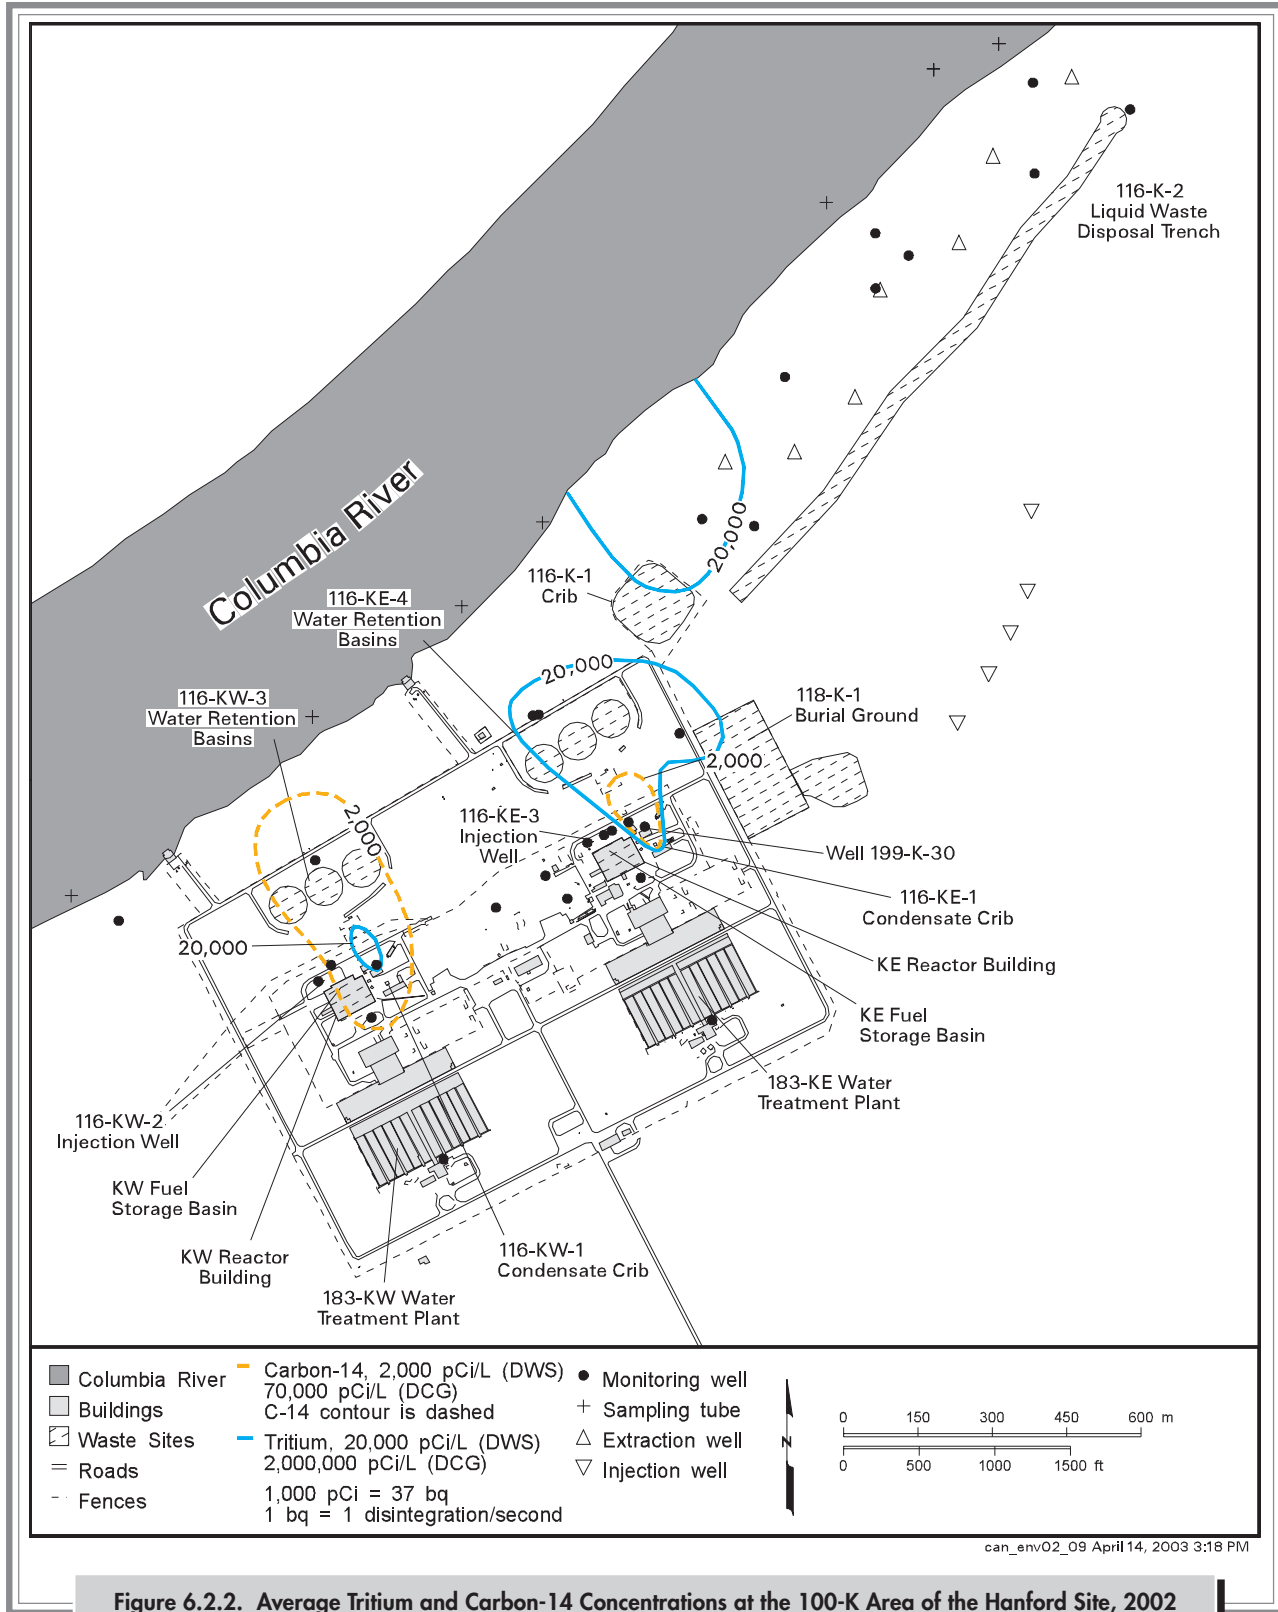 116-K-2
Liquid Waste
Disposal Trench
Columbia River
20,000
116-K-1
Crib
116-KE-4
Water Retention
Basins
20,000
116-KW-3
Water Retention
Basins
118-K-1
Burial Ground
2,000
2,000
116-KE-3
Injection
Well
Well 199-K-30
116-KE-1
Condensate Crib
20,000
KE Reactor Building
KE Fuel
Storage Basin
183-KE Water
Treatment Plant
116-KW-2
Injection Well
KW Fuel
Storage Basin
KW Reactor
Building
116-KW-1
Condensate Crib
183-KW Water
Treatment Plant
Columbia River
Buildings
Waste Sites
Roads
Fences
Carbon-14, 2,000 pCi/L (DWS)
70,000 pCi/L (DCG)
C-14 contour is dashed
Tritium, 20,000 pCi/L (DWS)
2,000,000 pCi/L (DCG)
1,000 pCi = 37 bq
1 bq = 1 disintegration/second
Monitoring well
Sampling tube
Extraction well
Injection well
N
0 150 300 450 600 m
0 500 1000 1500 ft
can_env02_09 April 14, 2003 3:18 PM
Figure 6.2.2. Average Tritium and Carbon-14 Concentrations at the 100-K Area of the Hanford Site, 2002